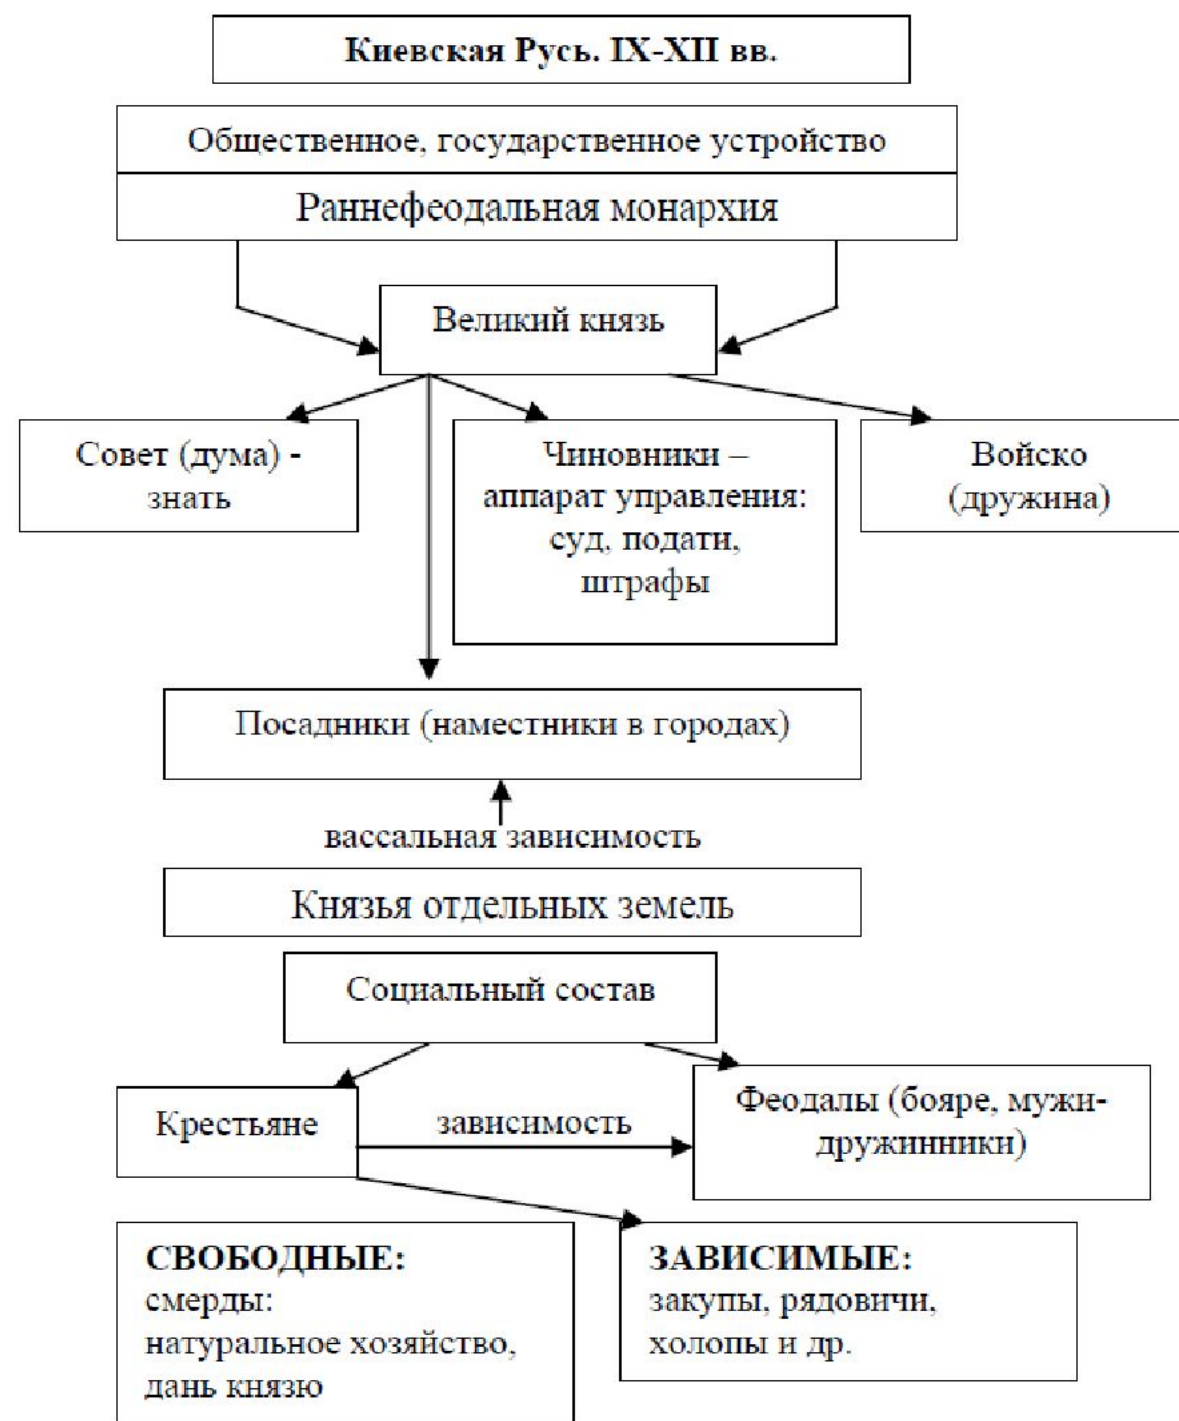 Киевская Русь. IX-XII вв.
Общественное, государственное устройство
Раннефеодальная монархия
Великий князь
Совет (дума) -
знать
Чиновники –
аппарат управления:
суд, подати,
штрафы
Войско
(дружина)
Посадники (наместники в городах)
вассальная зависимость
Князья отдельных земель
Социальный состав
Крестьяне
зависимость
Феодалы (бояре, мужи-
дружинники)
СВОБОДНЫЕ:
смерды:
натуральное хозяйство,
дань князю
ЗАВИСИМЫЕ:
закупы, рядовичи,
холопы и др.